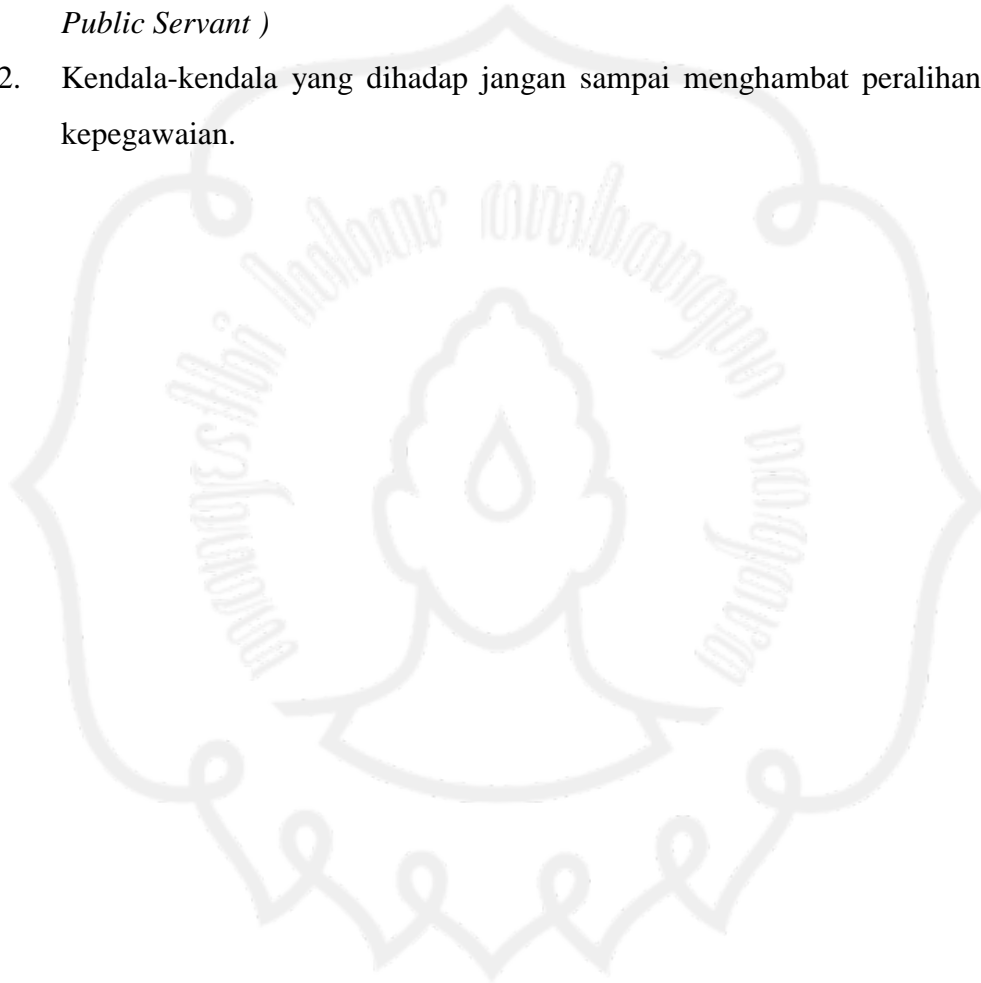 Public Servant )
2. Kendala-kendala yang dihadap jangan sampai menghambat peralihan
kepegawaian.